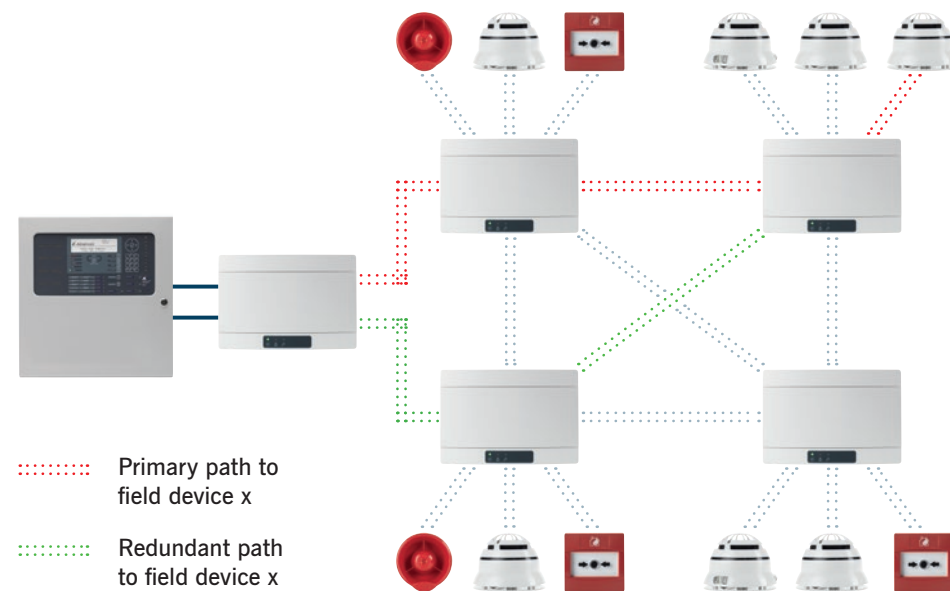 Primary path to
field device x
Redundant path
to field device x